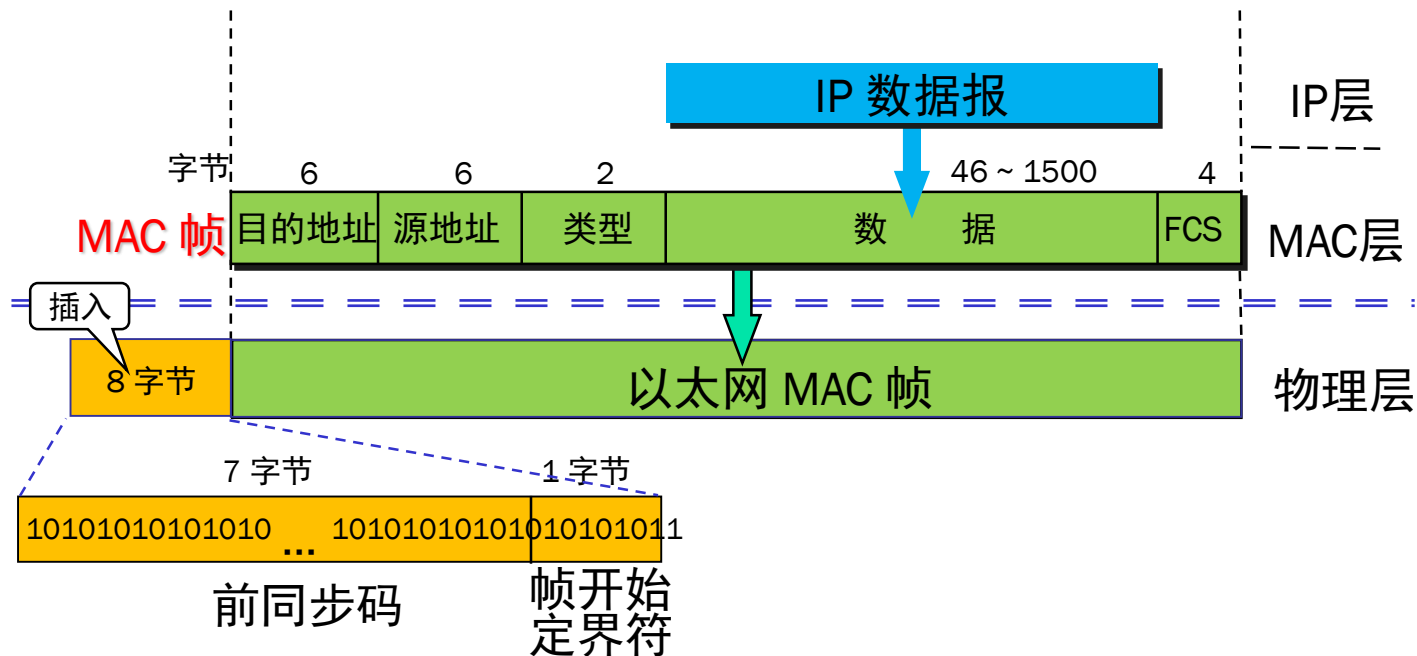 IP 数据报
IP层
字节 6 6 2 46 ~ 1500 4
MAC 帧 目的地址 源地址 类型 数 据 FCS MAC层
插入
8 字节 以太网 MAC 帧 物理层
7 字节 1 字节
10101010101010 ... 10101010101010101011
前同步码 帧开始
定界符